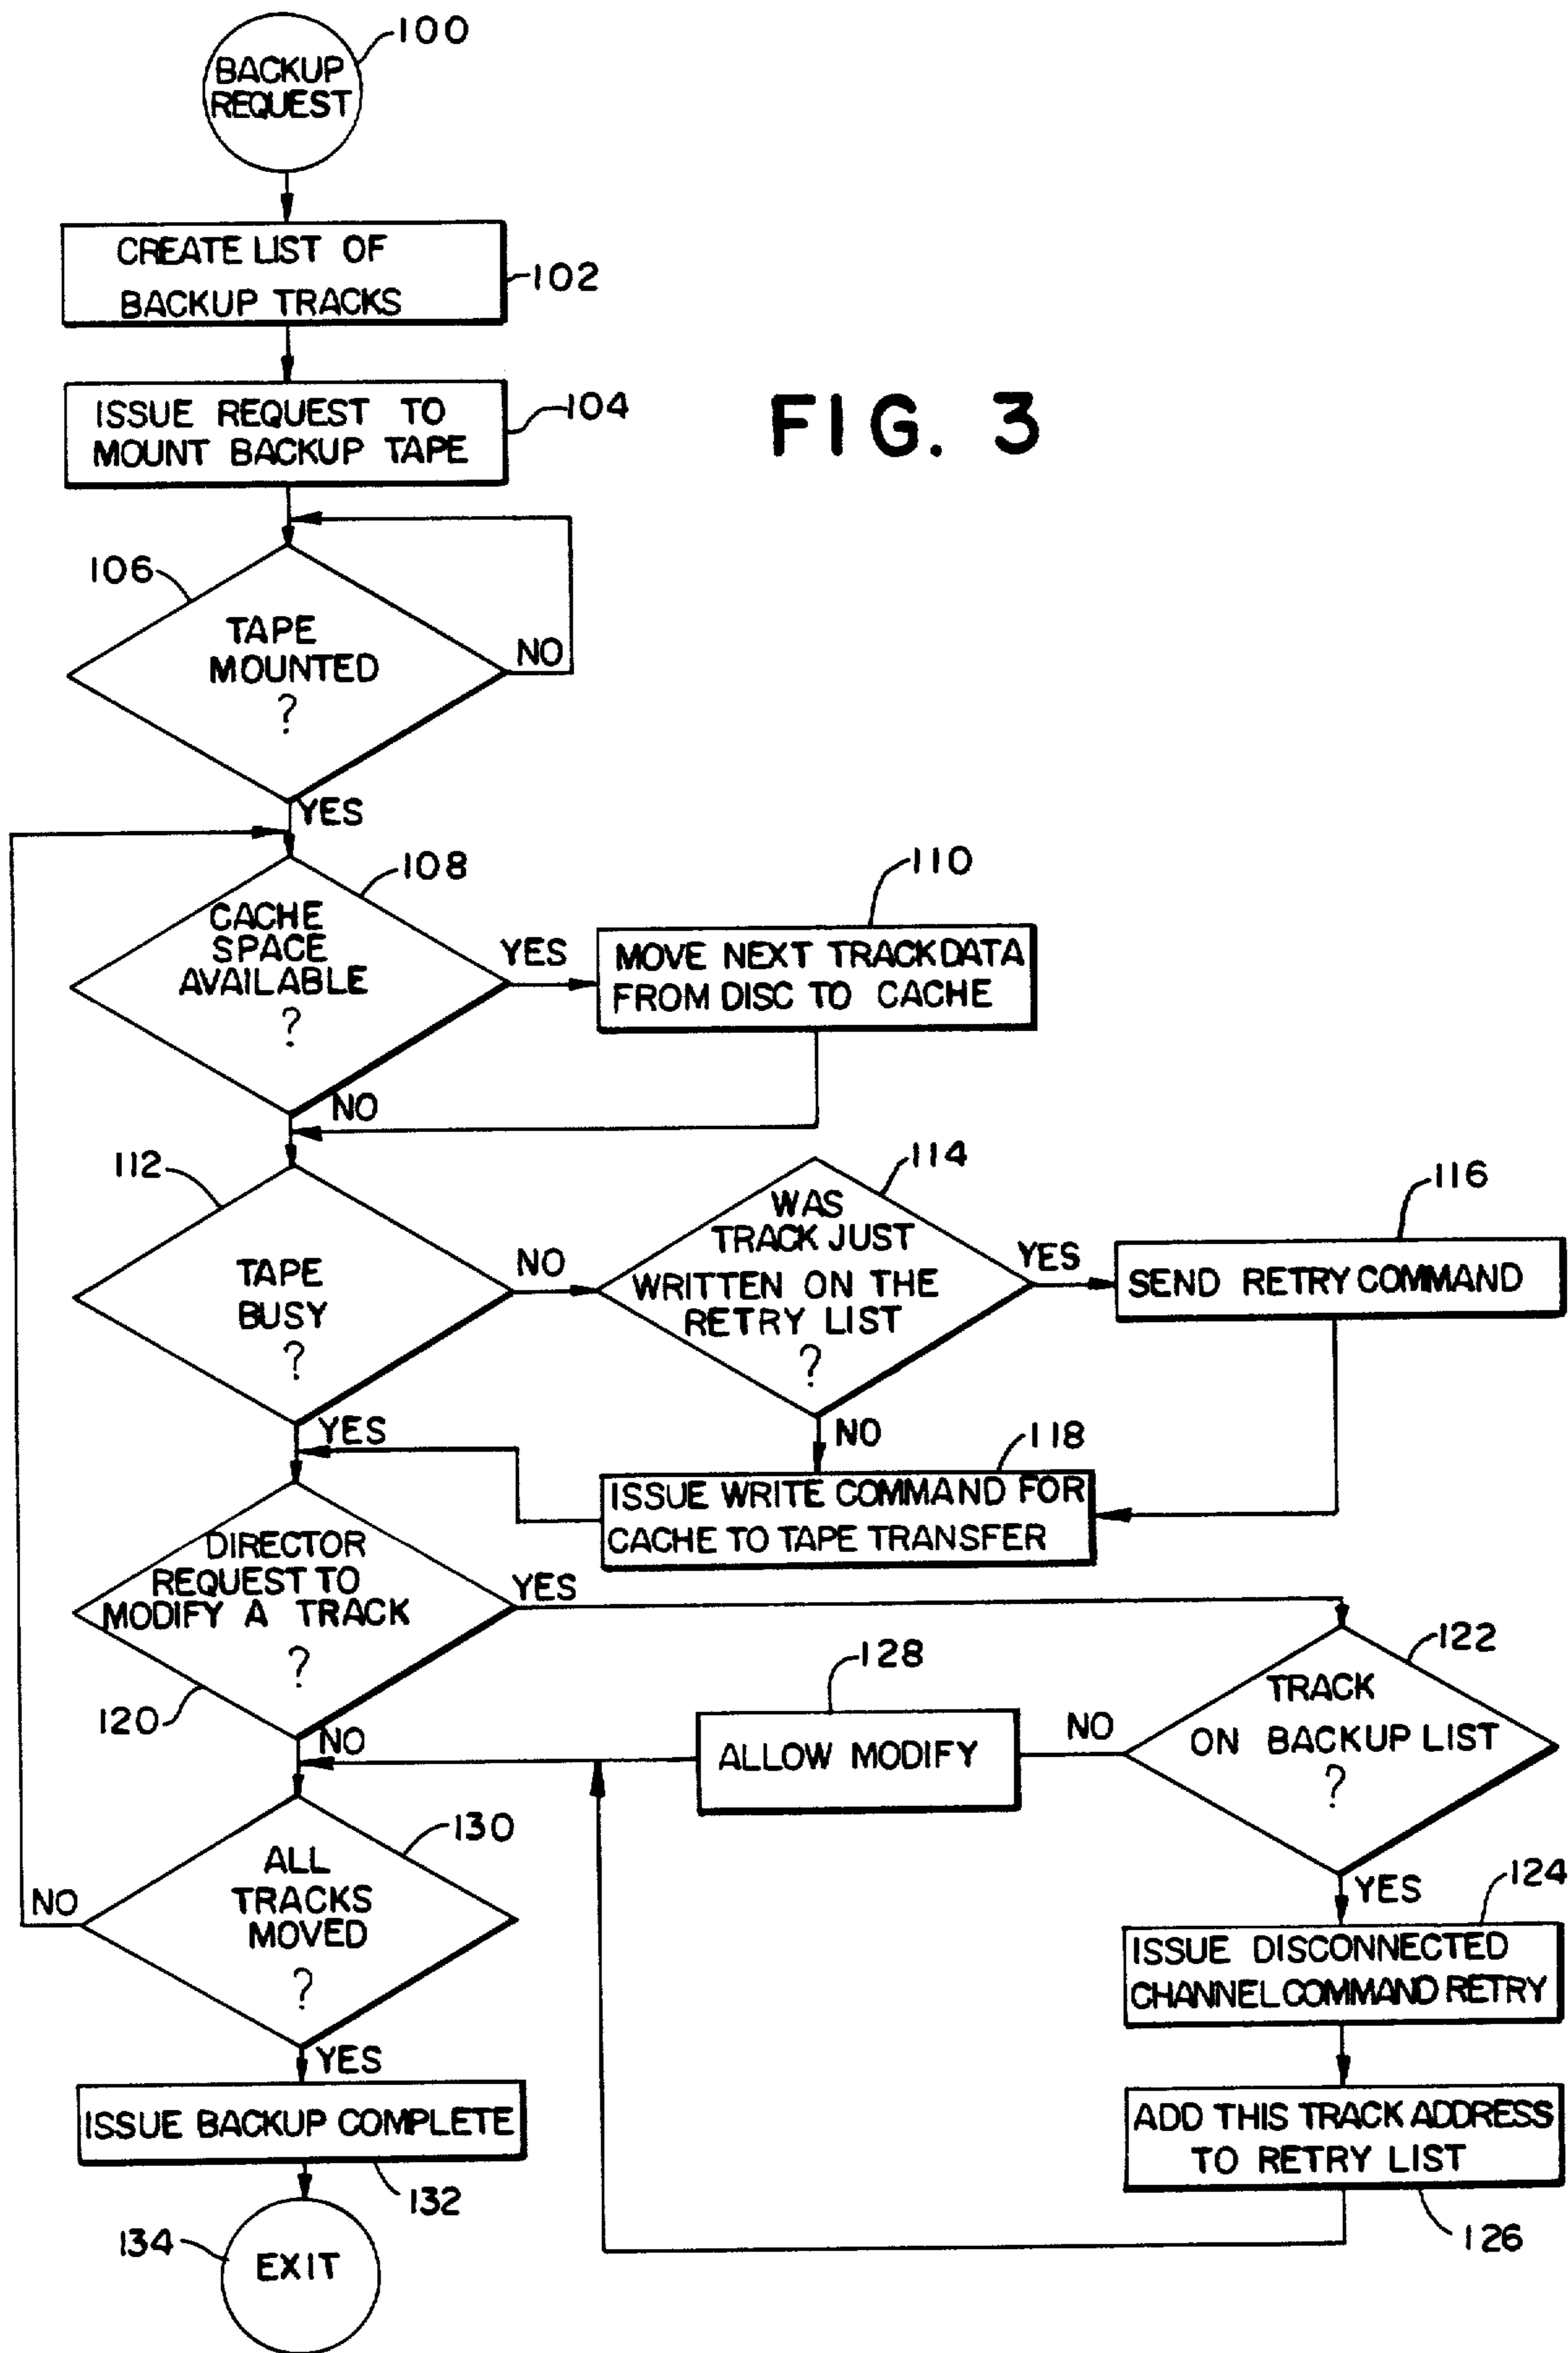 100
BACKUP
REQUEST
CREATE LIST OF
BACKUP TRACKS
102
ISSUE REQUEST TO
MOUNT BACKUP TAPE
104
FIG. 3
106
TAPE
MOUNTED
?
NO
YES
108
CACHE
SPACE
AVAILABLE
?
YES
110
MOVE NEXT TRACK DATA
FROM DISC TO CACHE
NO
112
TAPE
BUSY
?
NO
114
WAS
TRACK JUST
WRITTEN ON THE
RETRY LIST
?
YES
116
SEND RETRY COMMAND
YES
NO
118
ISSUE WRITE COMMAND FOR
CACHE TO TAPE TRANSFER
DIRECTOR
REQUEST TO
MODIFY A TRACK
?
120
YES
122
TRACK
ON BACKUP LIST
?
NO
128
ALLOW MODIFY
NO
130
ALL
TRACKS
MOVED
?
NO
YES
124
ISSUE DISCONNECTED
CHANNEL COMMAND RETRY
YES
ISSUE BACKUP COMPLETE
132
ADD THIS TRACK ADDRESS
TO RETRY LIST
126
134
EXIT